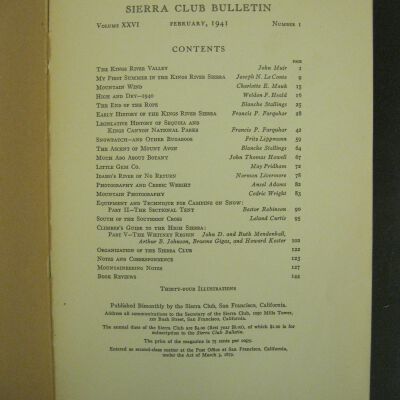 SIERRA CLUB BULLETIN
VOLUME XXVI FEBRUARY, 1941 NUMBER 1
CONTENTS
PAGE
THE KINGS RIVER VALLEY John Muir 1
MY FIRST SUMMER IN THE KINGS RIVER SIERRA Joseph N. Le Conte 9
MOUNTAIN WIND Charlotte E. Mauk 15
HIGH AND DRY—1940 Weldon F. Heald 16
THE END OF THE ROPE Blanche Stallings 25
EARLY HISTORY OF THE KINGS RIVER SIERRA Francis P. Farquhar 28
LEGISLATIVE HISTORY OF SEQUOIA AND
KINGS CANYON NATIONAL PARKS Francis P. Farquhar 42
SNOWPATCH—AND OTHER BUGABOOS Fritz Lippmann 59
THE ASCENT OF MOUNT AVON Blanche Stallings 64
MUCH ADO ABOUT BOTANY John Thomas Howell 67
LITTLE GEM CO. May Pridham 72
IDAHO'S RIVER OF NO RETURN Norman Livermore 78
PHOTOGRAPHY AND CEDRIC WRIGHT Ansel Adams 82
MOUNTAIN PHOTOGRAPHY Cedric Wright 83
EQUIPMENT AND TECHNIQUE FOR CAMPING ON SNOW:
PART II—THE SECTIONAL TENT Bestor Robinson 90
SOUTH OF THE SOUTHERN CROSS Leland Curtis 95
CLIMBER'S GUIDE TO THE HIGH SIERRA:
PART V—THE WHITNEY REGION John D. and Ruth Mendenhall,
Arthur B. Johnson, Braeme Gigas, and Howard Koster 102
ORGANIZATION OF THE SIERRA CLUB 122
NOTES AND CORRESPONDENCE 123
MOUNTAINEERING NOTES 127
BOOK REVIEWS 144
THIRTY-FOUR ILLUSTRATIONS
Published Bimonthly by the Sierra Club, San Francisco, California.
Address all communications to the Secretary of the Sierra Club, 1050 Mills Tower,
220 Bush Street, San Francisco, California.
The annual dues of the Sierra Club are $4.00 (first year $9.00), of which $1.00 is for
subscription to the Sierra Club Bulletin.
The price of the magazine is 75 cents per copy.
Entered as second-class matter at the Post Office at San Francisco, California,
under the Act of March 3, 1879.